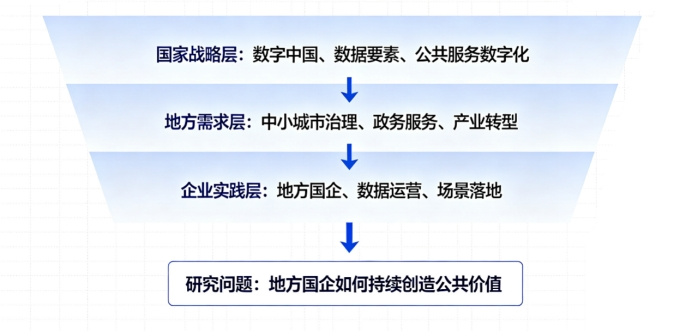 国家战略层：数字中国、数据要素、公共服务数字化
地方需求层：中小城市治理、政务服务、产业转型
企业实践层：地方国企、数据运营、场景落地
研究问题：地方国企如何持续创造公共价值